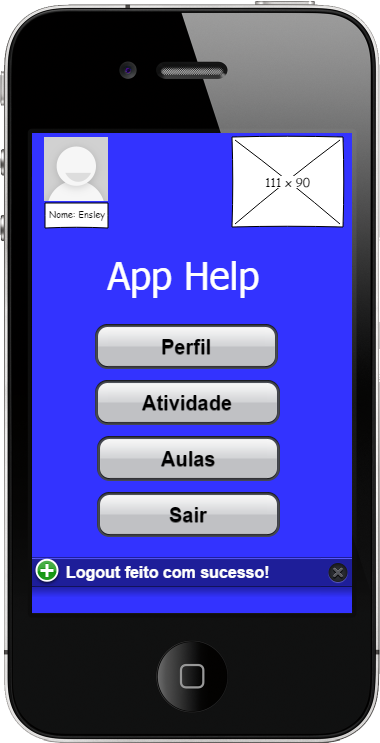 Nome: Ensley
111 x 90
App Help
Perfil
Atividade
Aulas
Sair
Logout feito com sucesso!